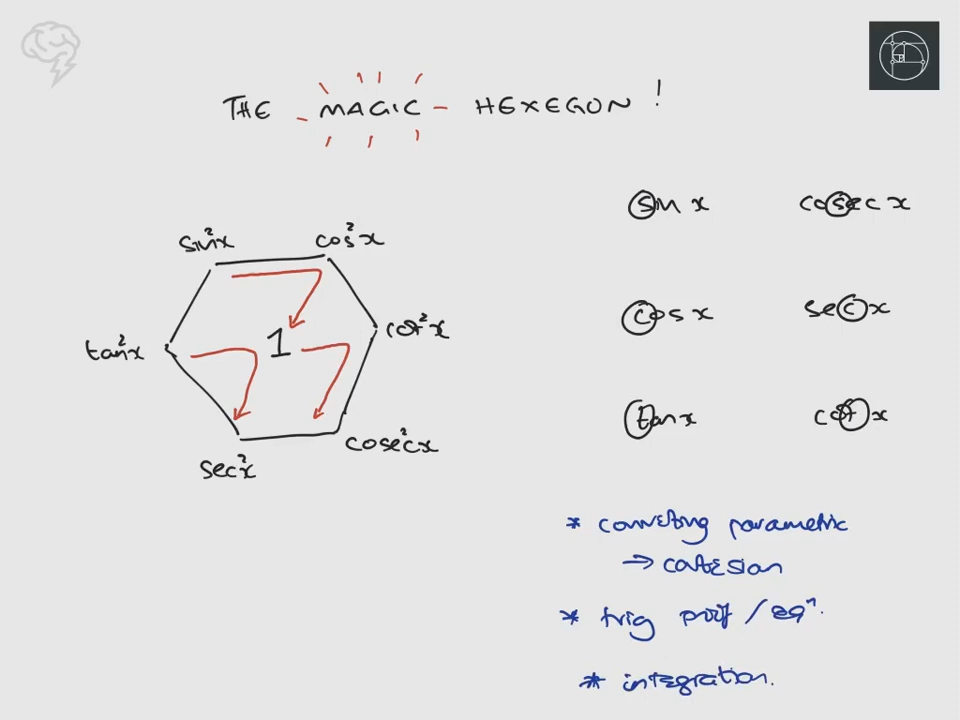 THE MAGIC HEXEGON!
sin²x cos²x
tan²x 1 cot²x
sec²x cosec²x
sin x cosec x
cos x sec x
tan x cot x
* converting parametric
→ cartesian
* trig proof / eqⁿ.
* integration.